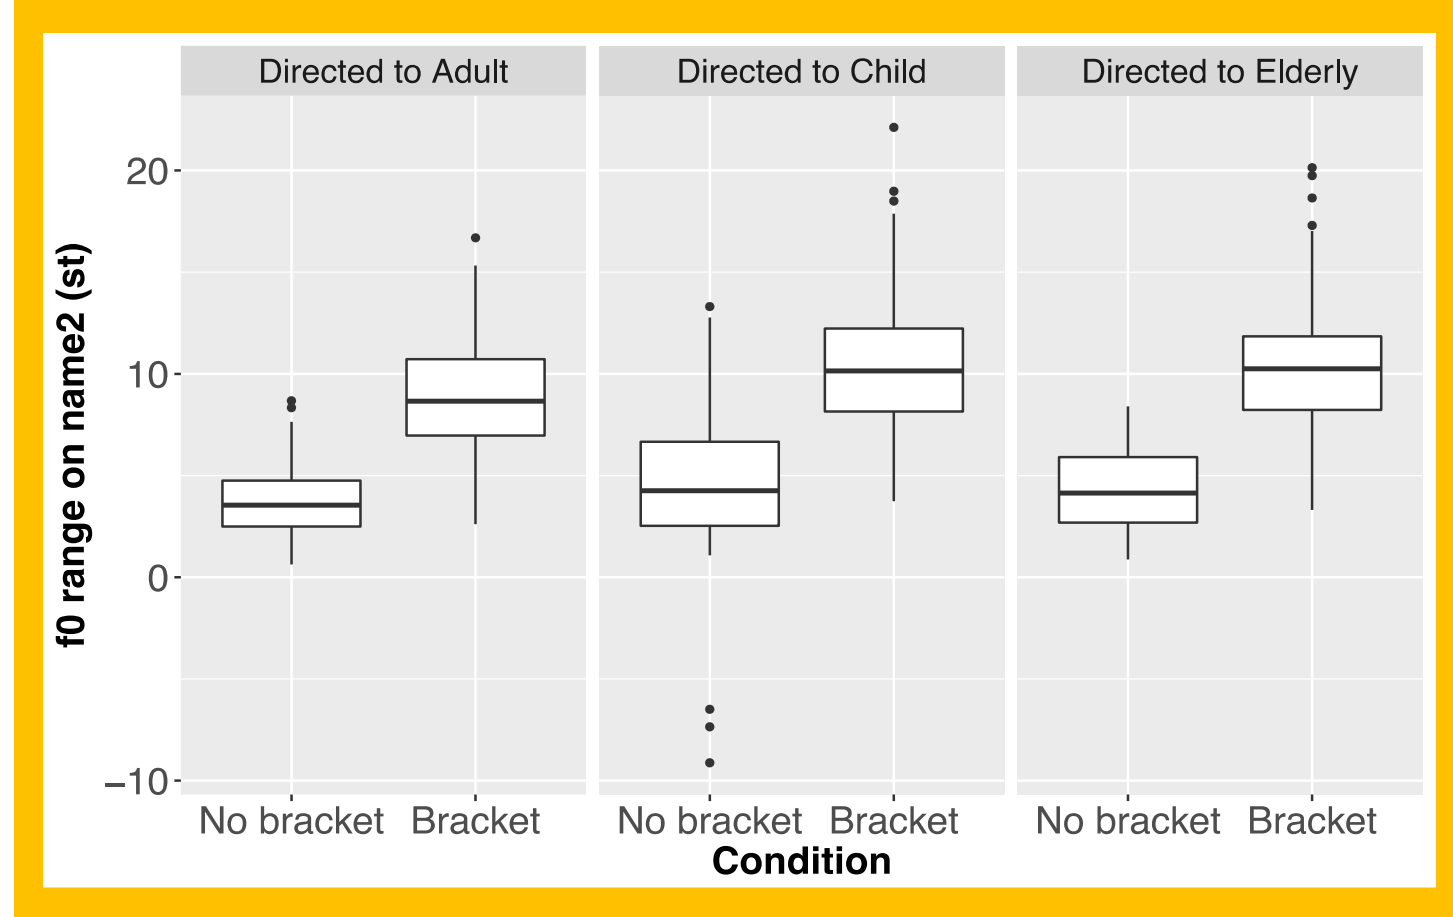 Directed to Adult
Directed to Child
Directed to Elderly
f0 range on name2 (st)
20
10
0
−10
No bracket Bracket
No bracket Bracket
No bracket Bracket
Condition